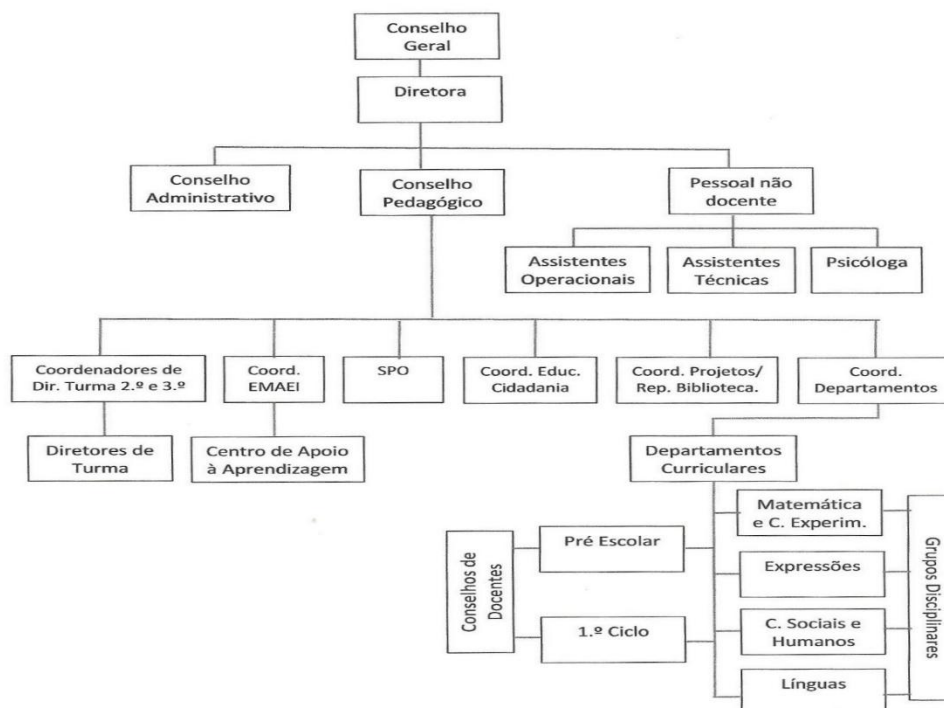 Conselho
Geral
Diretora
Conselho
Administrativo
Conselho
Pedagógico
Pessoal não
docente
Assistentes
Operacionais
Assistentes
Técnicas
Psicóloga
Coordenadores de
Dir. Turma 2.º e 3.º
Coord.
EMAEI
SPO
Coord. Educ.
Cidadania
Coord. Projetos/
Rep. Biblioteca.
Coord.
Departamentos
Diretores de
Turma
Centro de Apoio
à Aprendizagem
Departamentos
Curriculares
Conselhos de
Docentes
Pré Escolar
1.º Ciclo
Matemática
e C. Experim.
Expressões
C. Sociais e
Humanos
Línguas
Grupos Disciplinares